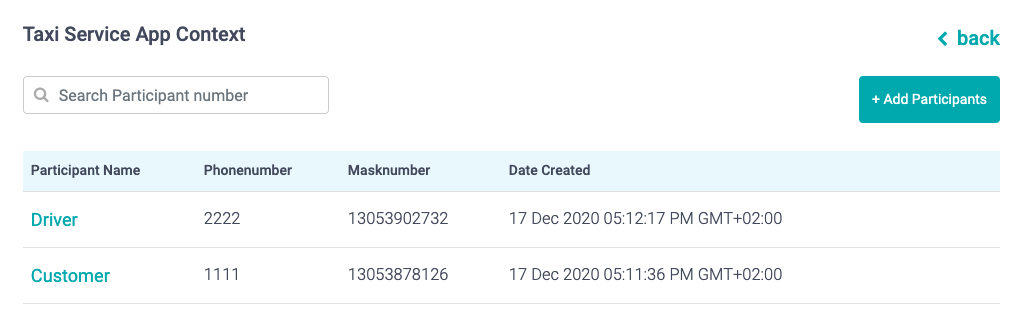 Taxi Service App Context
back
Search Participant number
+ Add Participants
Participant Name Phonenumber Masknumber Date Created
Driver 2222 13053902732 17 Dec 2020 05:12:17 PM GMT+02:00
Customer 1111 13053878126 17 Dec 2020 05:11:36 PM GMT+02:00